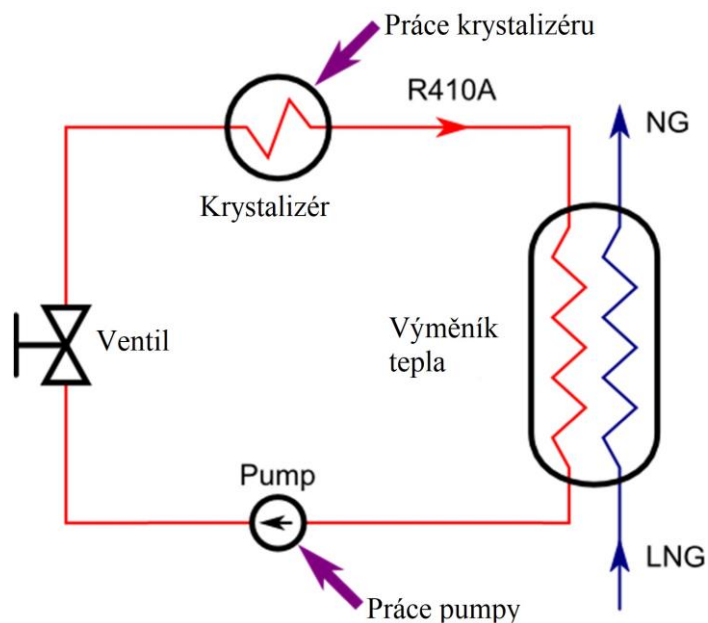 Práce krystalizéru
R410A
NG
Krystalizér
Ventil
Výměník
tepla
Pump
LNG
Práce pumpy